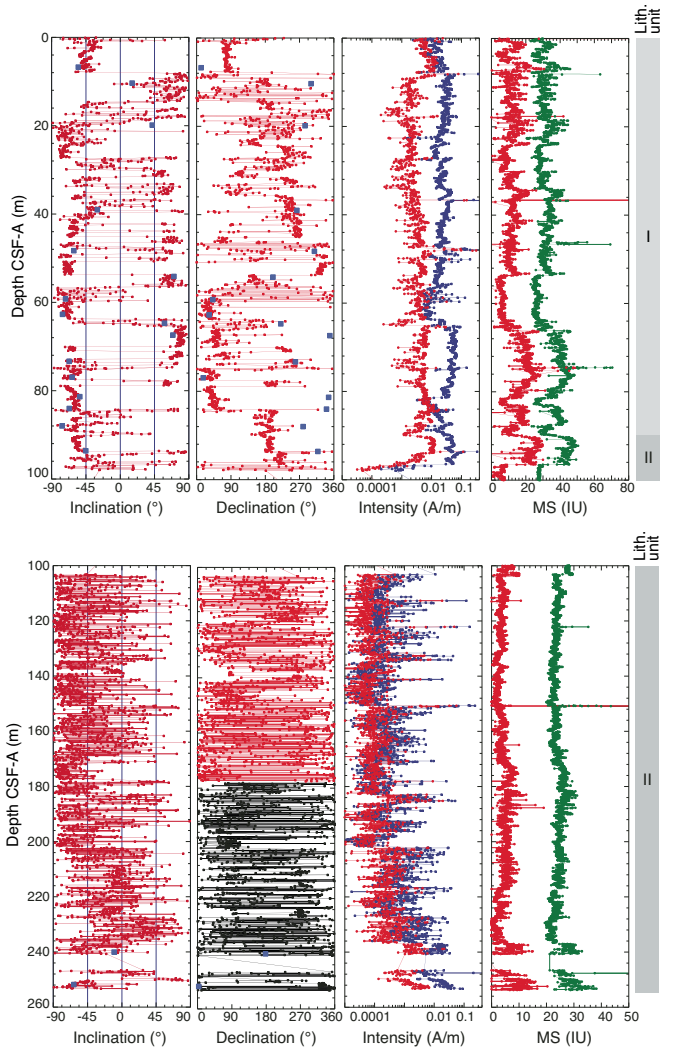 Lith.
unit
0
20
40
60
80
100
Depth CSF-A (m)
-90 -45 0 45 90
Inclination (°)
0 90 180 270 360
Declination (°)
0.0001 0.01 0.1
Intensity (A/m)
0 20 40 60 80
MS (IU)
I
II
Lith.
unit
100
120
140
160
180
200
220
240
260
Depth CSF-A (m)
-90 -45 0 45 90
Inclination (°)
0 90 180 270 360
Declination (°)
0.0001 0.01 0.1
Intensity (A/m)
0 10 20 30 40 50
MS (IU)
II